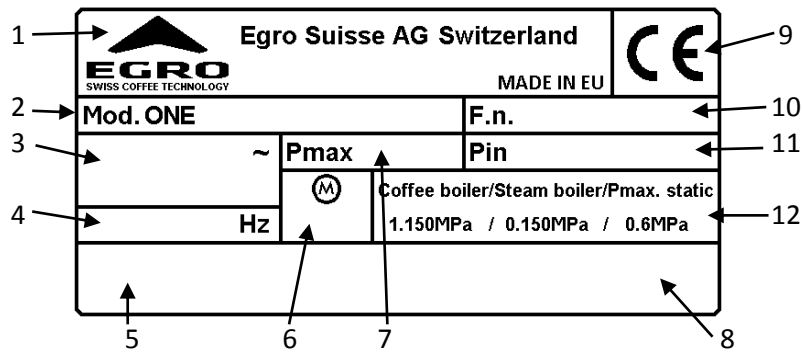 1
Egro Suisse AG Switzerland
9
EGRO
SWISS COFFEE TECHNOLOGY
MADE IN EU
CE
2
Mod. ONE
F.n.
10
3
~
Pmax
Pin
11
M
Coffee boiler/Steam boiler/Pmax. static
4
Hz
1.150MPa / 0.150MPa / 0.6MPa
12
5
6
7
8